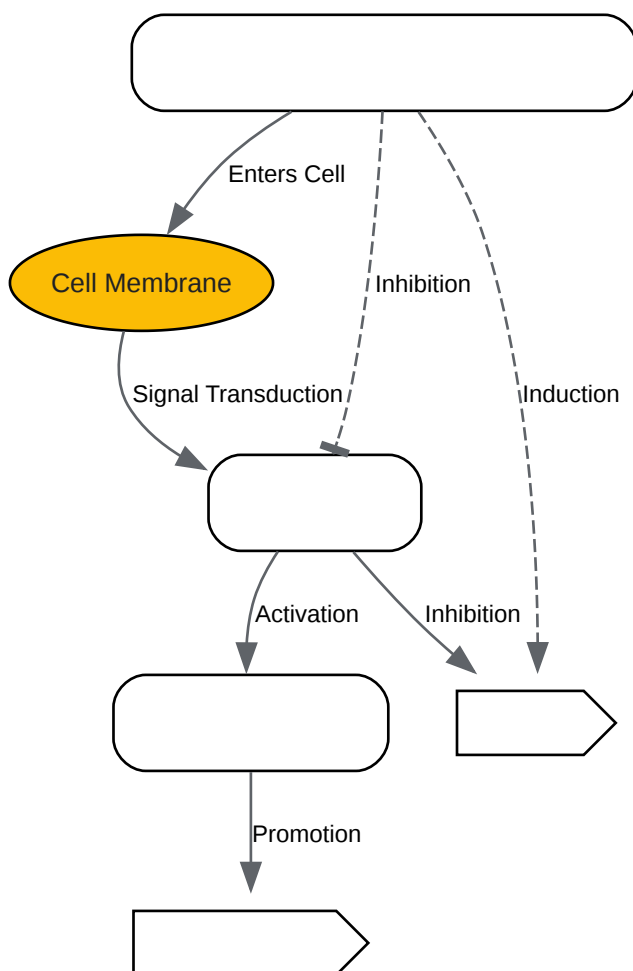 Enters Cell
Cell Membrane
Inhibition
Signal Transduction
Induction
Activation
Inhibition
Promotion